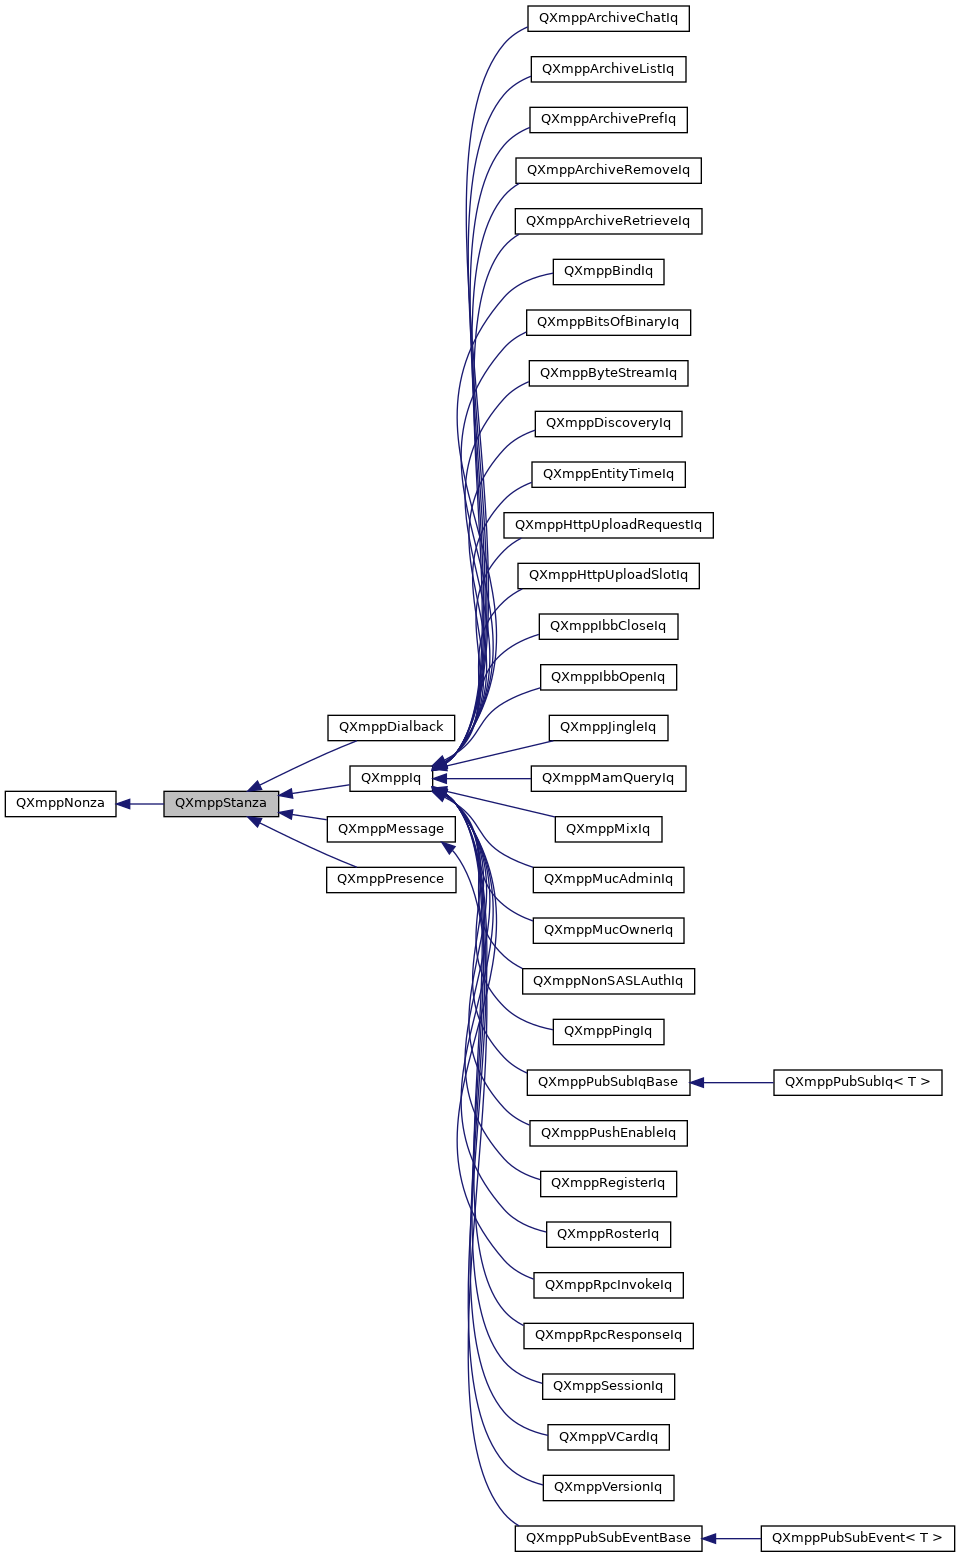 QXmppArchiveChatIq
QXmppArchiveListIq
QXmppArchivePrefIq
QXmppArchiveRemoveIq
QXmppArchiveRetrieveIq
QXmppBindIq
QXmppBitsOfBinaryIq
QXmppByteStreamIq
QXmppDiscoveryIq
QXmppEntityTimeIq
QXmppHttpUploadRequestIq
QXmppHttpUploadSlotIq
QXmppIbbCloseIq
QXmppIbbOpenIq
QXmppDialback
QXmppJingleIq
QXmppIq
QXmppMamQueryIq
QXmppNonza
QXmppStanza
QXmppMessage
QXmppMixIq
QXmppPresence
QXmppMucAdminIq
QXmppMucOwnerIq
QXmppNonSASLAuthIq
QXmppPingIq
QXmppPubSubIqBase
QXmppPubSubIq< T >
QXmppPushEnableIq
QXmppRegisterIq
QXmppRosterIq
QXmppRpcInvokeIq
QXmppRpcResponseIq
QXmppSessionIq
QXmppVCardIq
QXmppVersionIq
QXmppPubSubEventBase
QXmppPubSubEvent< T >